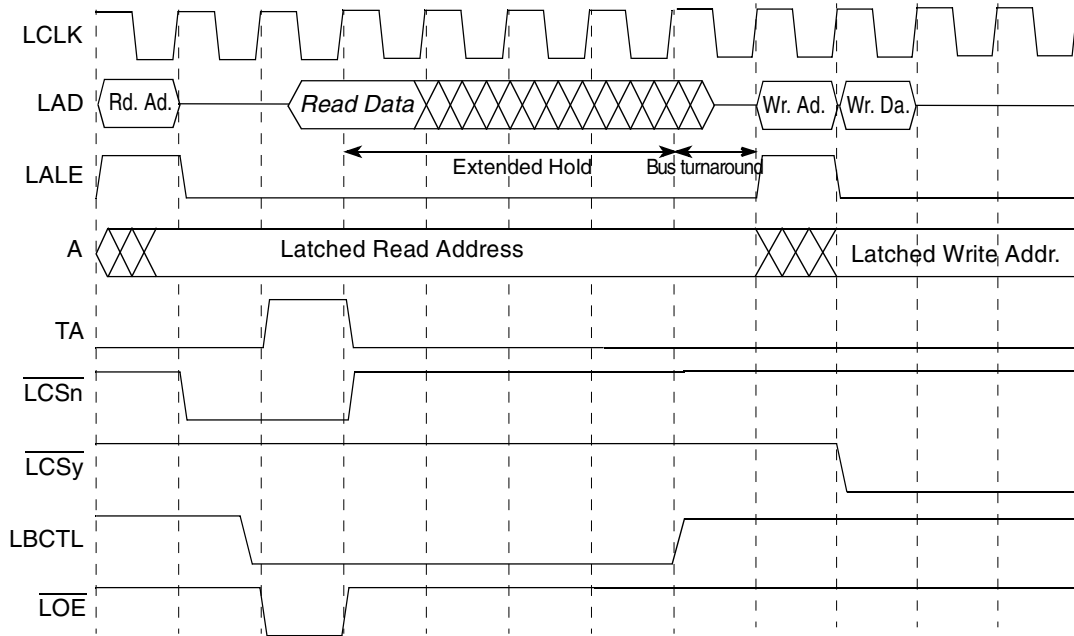 LCLK
LAD
Rd. Ad.
Read Data
Wr. Ad.
Wr. Da.
Extended Hold
Bus turnaround
LALE
A
Latched Read Address
Latched Write Addr.
TA
LCSn
LCSy
LBCTL
LOE